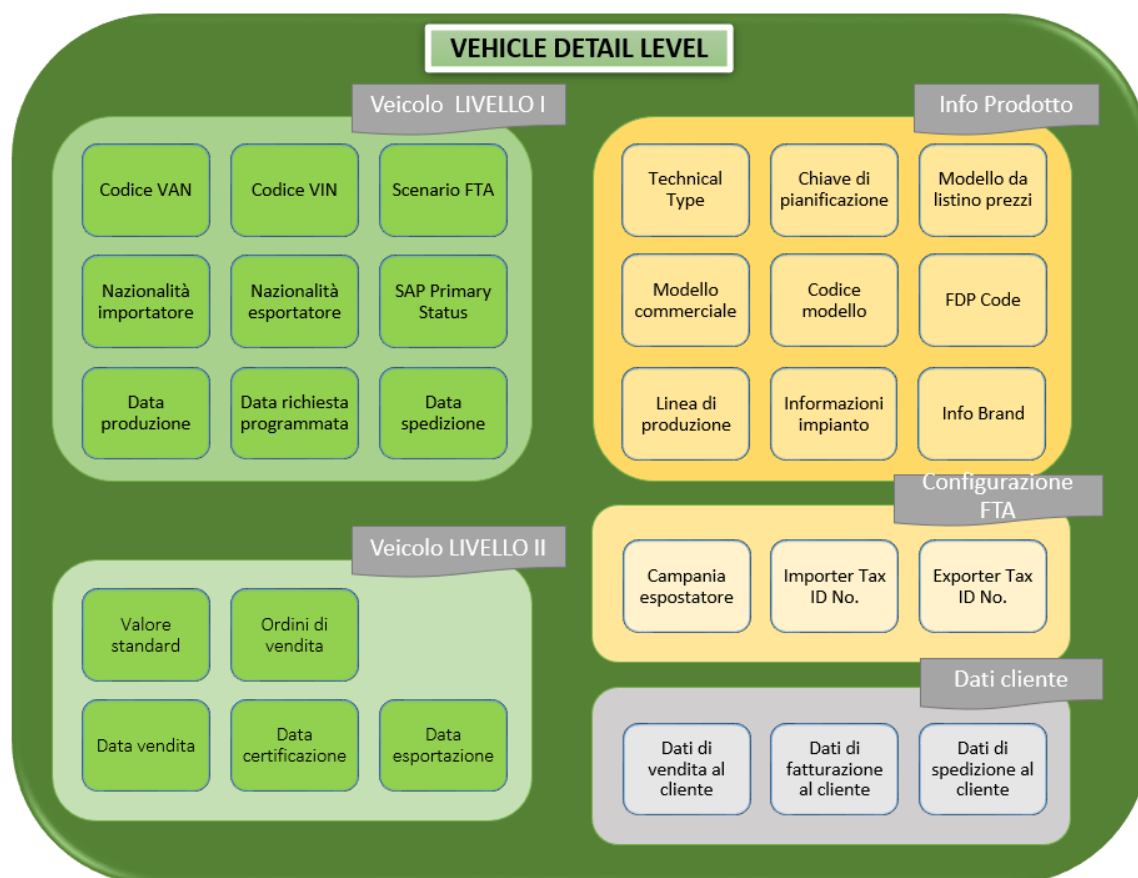 VEHICLE DETAIL LEVEL
Veicolo LIVELLO I
Codice VAN
Codice VIN
Scenario FTA
Nazionalità
importatore
Nazionalità
esportatore
SAP Primary
Status
Data
produzione
Data richiesta
programmata
Data
spedizione
Veicolo LIVELLO II
Valore
standard
Ordini di
vendita
Data vendita
Data
certificazione
Data
esportazione
Info Prodotto
Technical
Type
Chiave di
pianificazione
Modello da
listino prezzi
Modello
commerciale
Codice
modello
FDP Code
Linea di
produzione
Informazioni
impianto
Info Brand
Configurazione
FTA
Campania
espostatore
Importer Tax
ID No.
Exporter Tax
ID No.
Dati cliente
Dati di
vendita al
cliente
Dati di
fatturazione
al cliente
Dati di
spedizione al
cliente